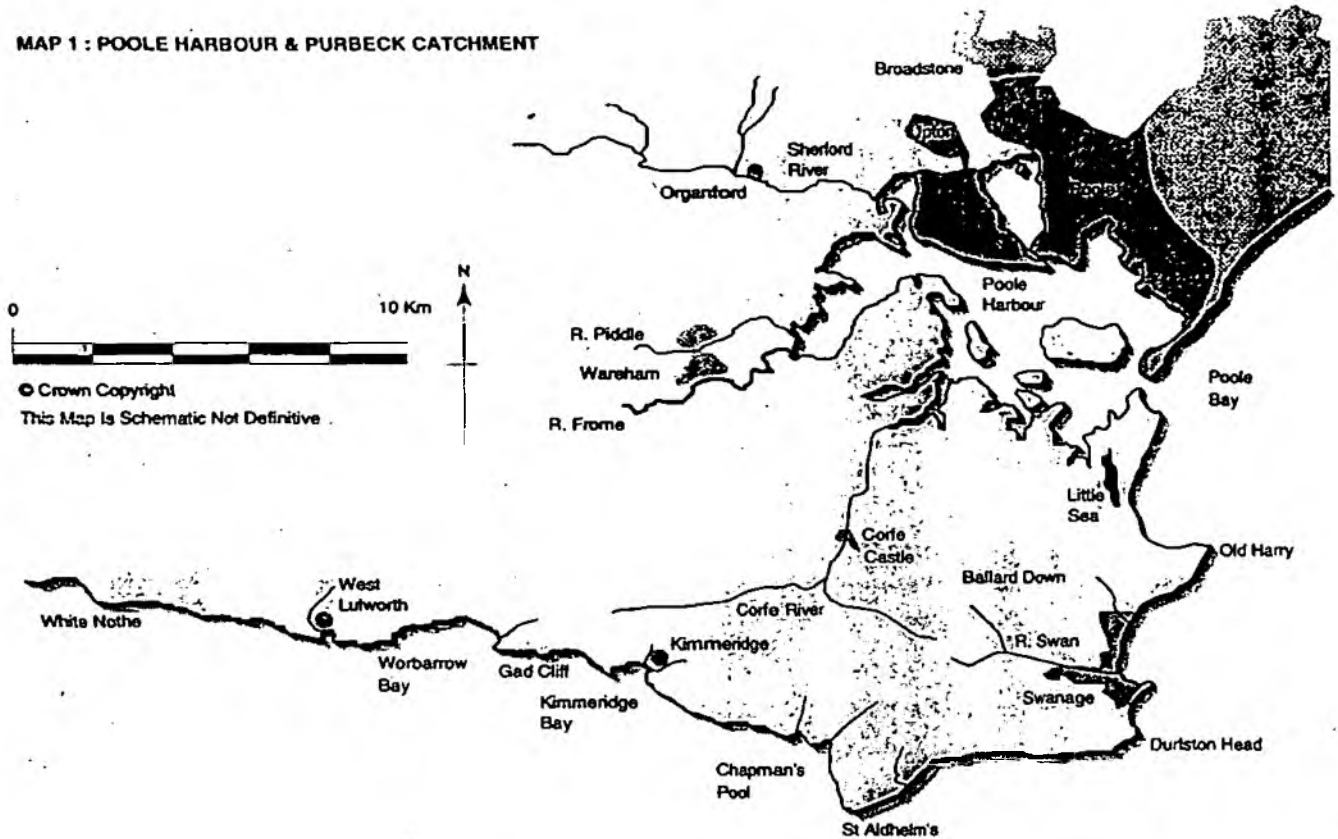 MAP 1 : POOLE HARBOUR & PURBECK CATCHMENT
Broadstone
Upton
Sherford
River
Organford
Poole
N
0
10 Km
Poole
Harbour
R. Piddle
Wareham
R. Frome
© Crown Copyright
This Map Is Schematic Not Definitive
Poole
Bay
Little
Sea
Corfe
Castle
Old Harry
Ballard Down
West
Lulworth
White Nothe
Corfe River
R. Swan
Kimmeridge
Worbarrow
Bay
Gad Cliff
Kimmeridge
Bay
Swanage
Durlston Head
Chapman's
Pool
St Aldhelm's